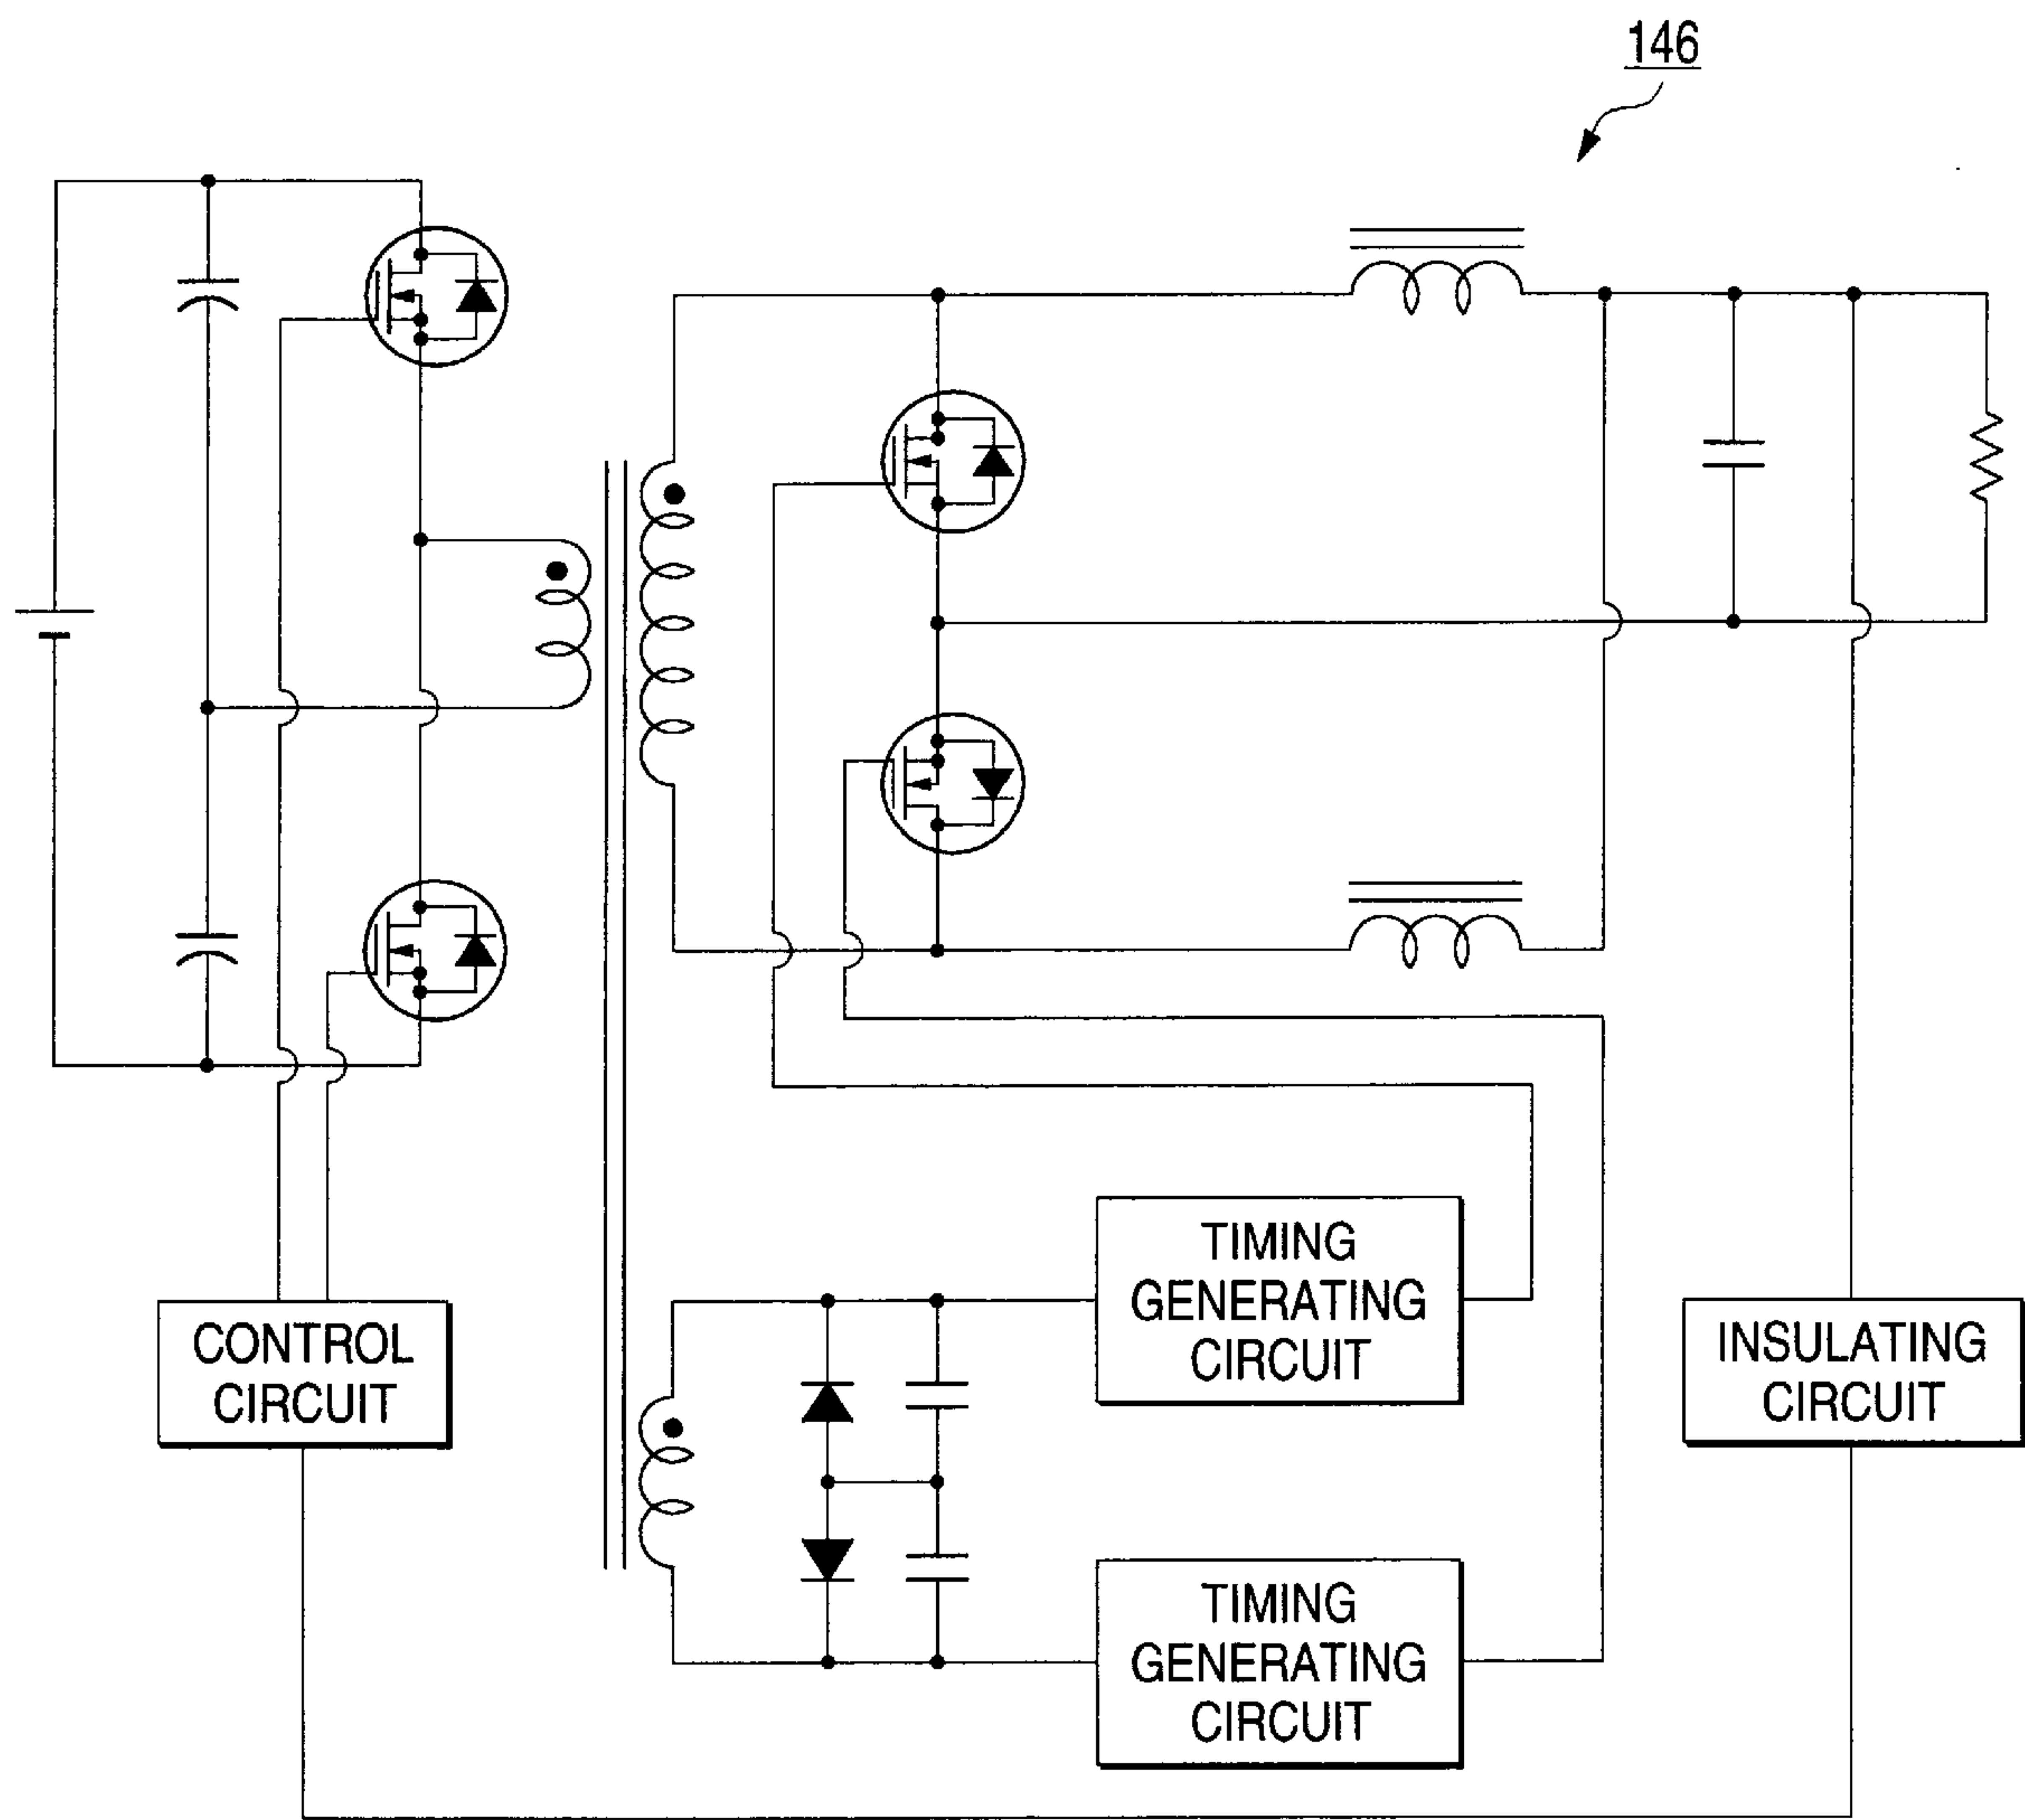 146
TIMING
GENERATING
CIRCUIT
CONTROL
CIRCUIT
INSULATING
CIRCUIT
TIMING
GENERATING
CIRCUIT